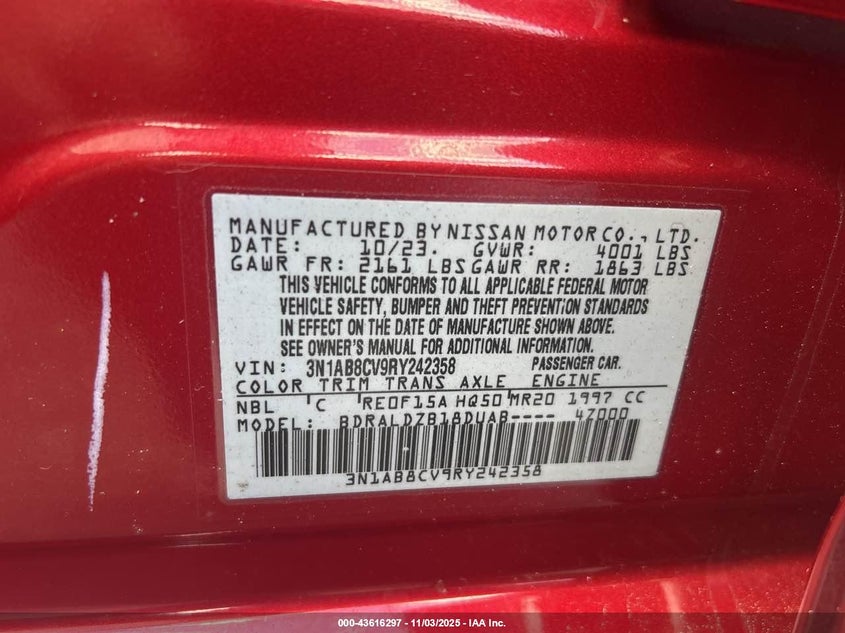 MANUFACTURED BY NISSAN MOTOR CO., LTD.
DATE: 10/23. GVWR: 4001 LBS
GAWR FR: 2161 LBS GAWR RR: 1863 LBS
THIS VEHICLE CONFORMS TO ALL APPLICABLE FEDERAL MOTOR
VEHICLE SAFETY, BUMPER AND THEFT PREVENTION STANDARDS
IN EFFECT ON THE DATE OF MANUFACTURE SHOWN ABOVE.
SEE OWNER'S MANUAL FOR ADDITIONAL INFORMATION.
VIN: 3N1AB8CV9RY242358 PASSENGER CAR.
COLOR TRIM TRANS AXLE ENGINE
NBL C RE0F15A HQ50 MR20 1997 CC
MODEL: BDRALDZB18DUAB---- 4Z000
3N1AB8CV9RY242358
000-43616297 - 11/03/2025 - IAA Inc.